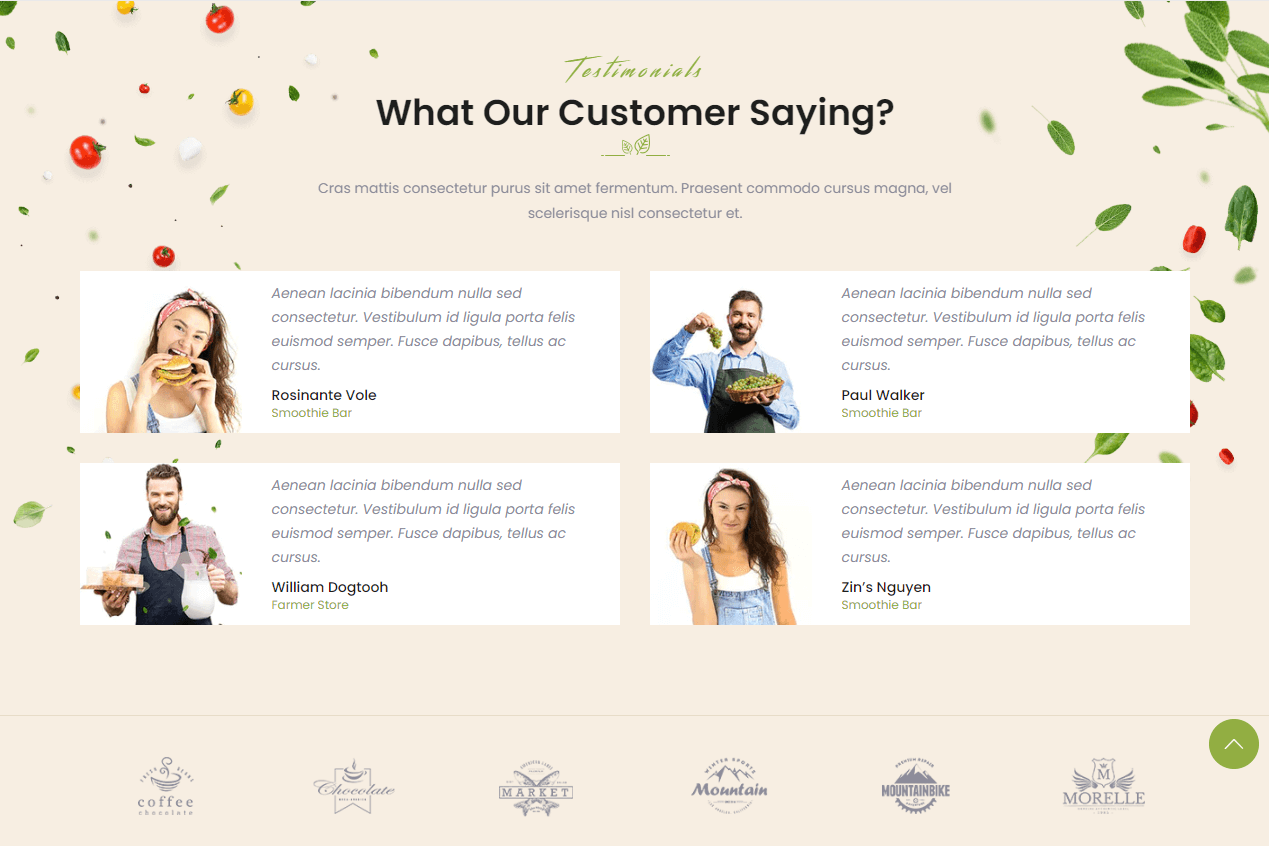 Testimonials
What Our Customer Saying?
Cras mattis consectetur purus sit amet fermentum. Praesent commodo cursus magna, vel
scelerisque nisl consectetur et.
Aenean lacinia bibendum nulla sed
consectetur. Vestibulum id ligula porta felis
euismod semper. Fusce dapibus, tellus ac
cursus.
Rosinante Vole
Smoothie Bar
Aenean lacinia bibendum nulla sed
consectetur. Vestibulum id ligula porta felis
euismod semper. Fusce dapibus, tellus ac
cursus.
Paul Walker
Smoothie Bar
Aenean lacinia bibendum nulla sed
consectetur. Vestibulum id ligula porta felis
euismod semper. Fusce dapibus, tellus ac
cursus.
William Dogtooh
Farmer Store
Aenean lacinia bibendum nulla sed
consectetur. Vestibulum id ligula porta felis
euismod semper. Fusce dapibus, tellus ac
cursus.
Zin’s Nguyen
Smoothie Bar
coffee
chocolate
Chocolate
MARKET
WINTER SPORTS
Mountain
PREMIUM REPAIR
MOUNTAINBIKE
M
MORELLE